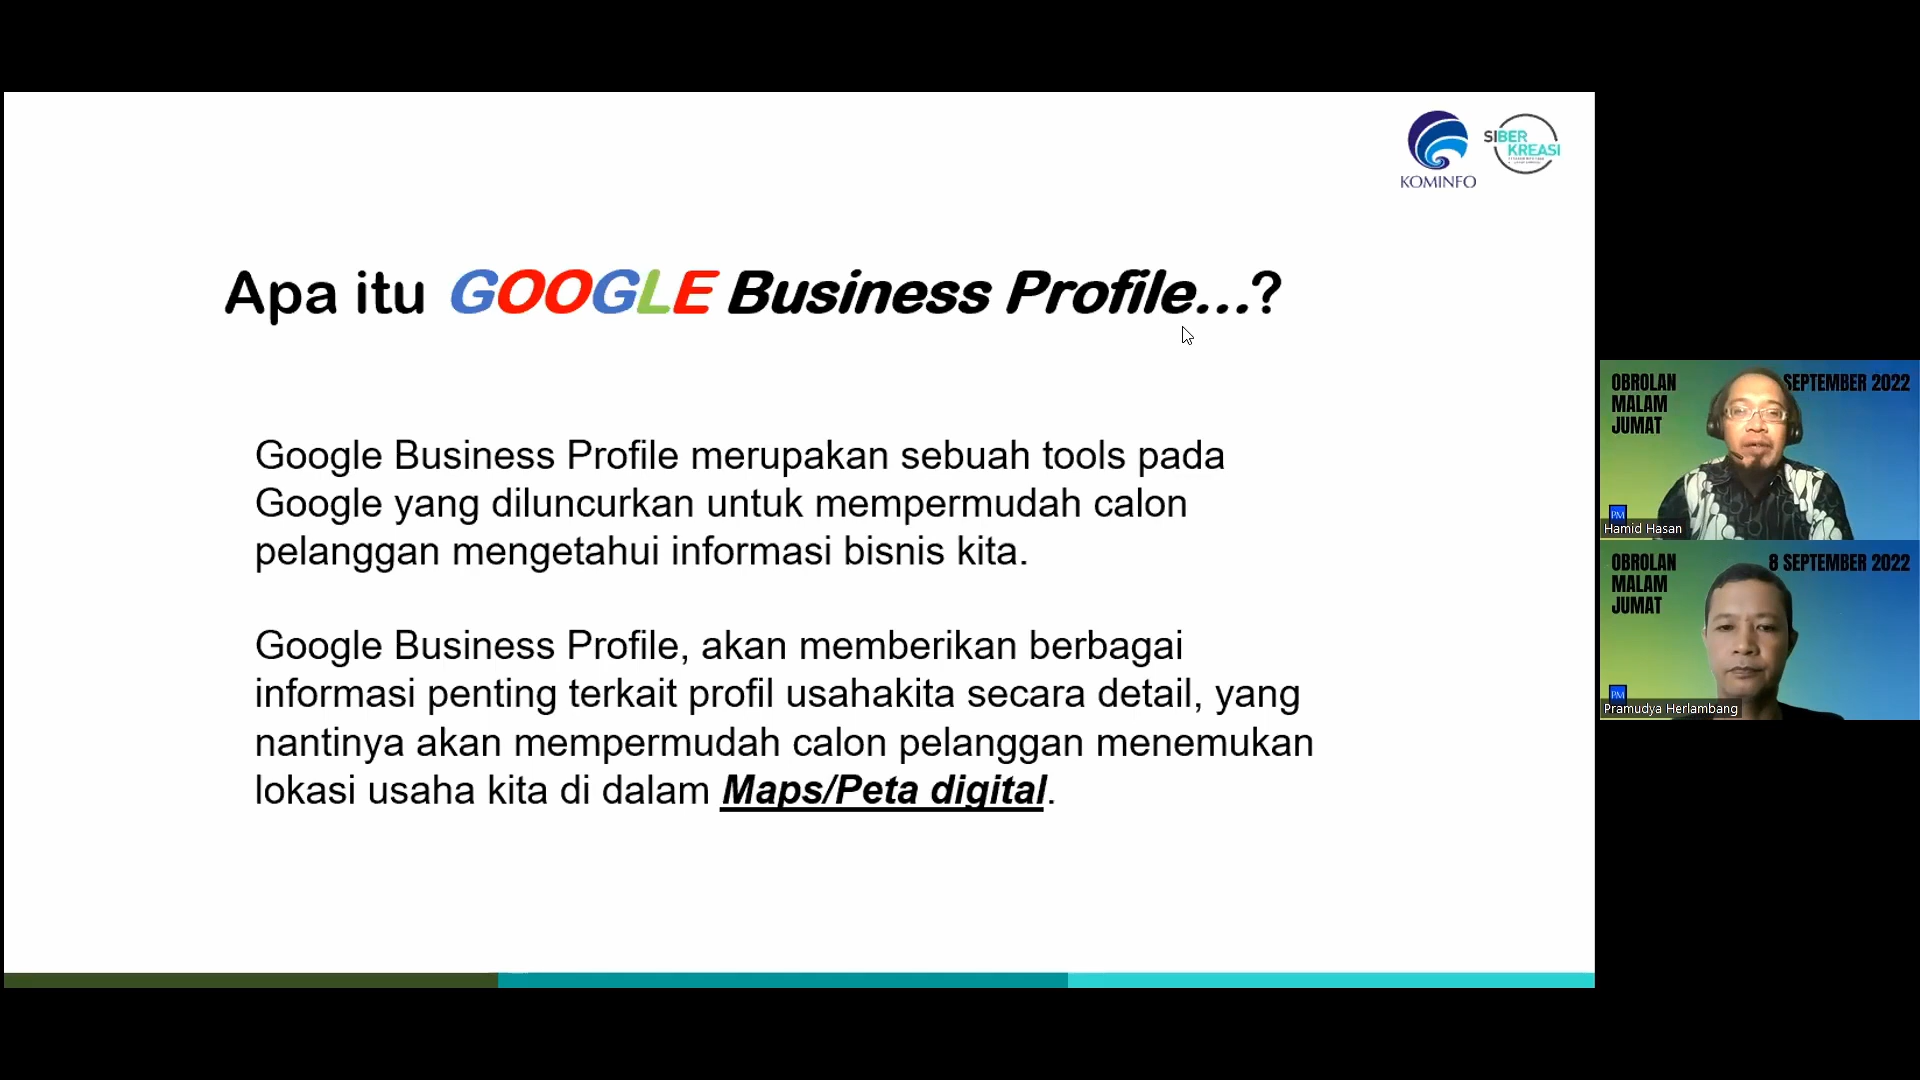 KOMINFO
SIBER
KREASI
Apa itu GOOGLE Business Profile...?
Google Business Profile merupakan sebuah tools pada
Google yang diluncurkan untuk mempermudah calon
pelanggan mengetahui informasi bisnis kita.
Google Business Profile, akan memberikan berbagai
informasi penting terkait profil usahakita secara detail, yang
nantinya akan mempermudah calon pelanggan menemukan
lokasi usaha kita di dalam Maps/Peta digital.
OBROLAN
MALAM
JUMAT
SEPTEMBER 2022
PM
Hamid Hasan
OBROLAN
MALAM
JUMAT
8 SEPTEMBER 2022
PM
Pramudya Herlambang